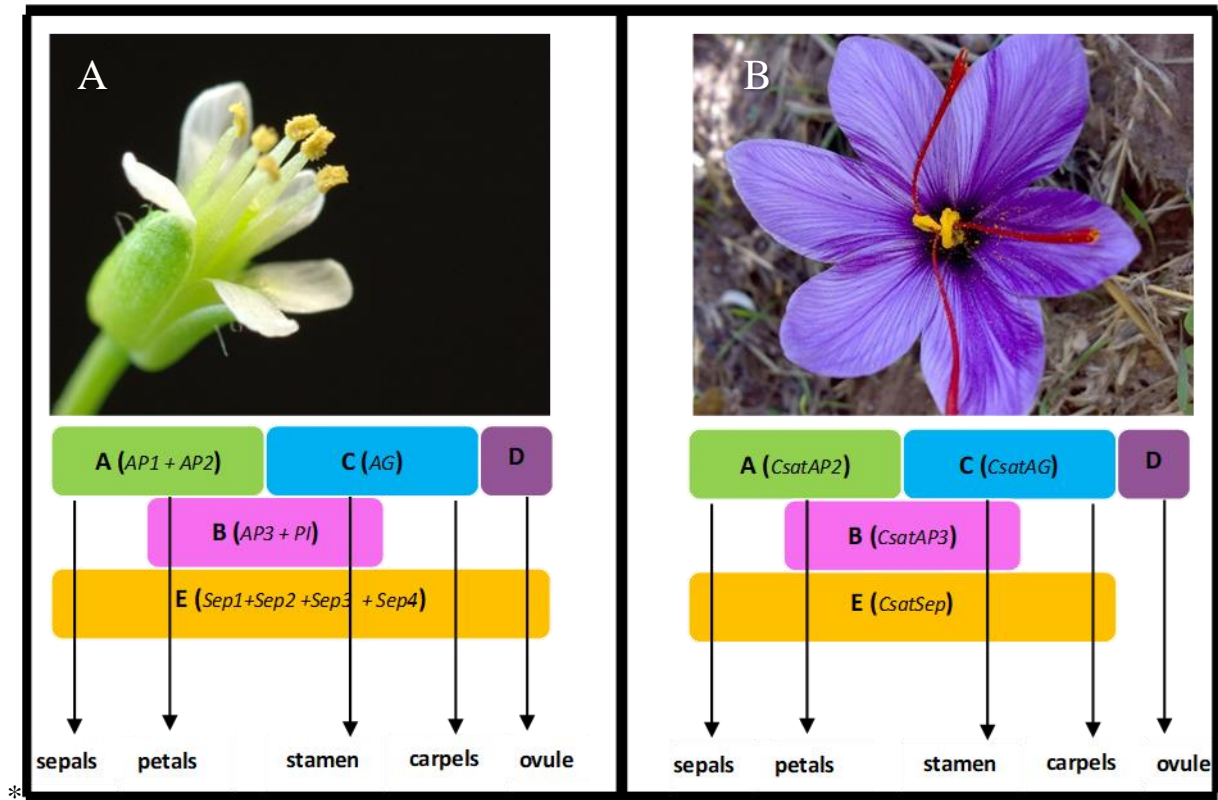 A
A (AP1 + AP2)
C (AG)
D
B (AP3 + PI)
E (Sep1+Sep2 +Sep3 + Sep4)
sepals
petals
stamen
carpels
ovule
B
A (CsatAP2)
C (CsatAG)
D
B (CsatAP3)
E (CsatSep)
sepals
petals
stamen
carpels
ovule
*